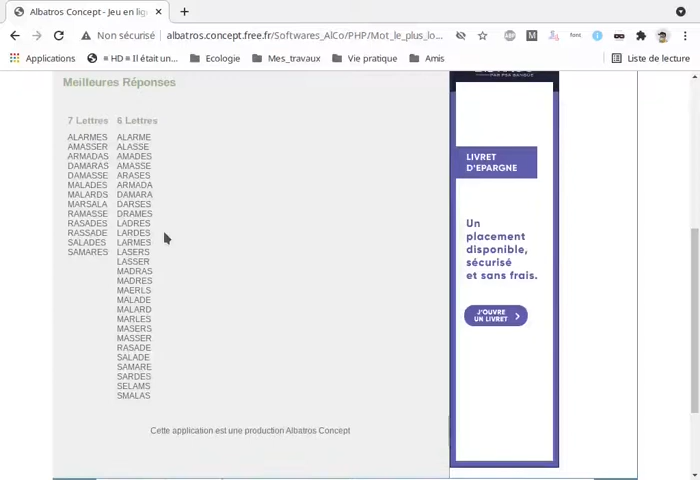 Albatros Concept - Jeu en lig
Non sécurisé
albatros.concept.free.fr/Softwares_AlCo/PHP/Mot_le_plus_lo...
Applications
= HD = Il était un...
Ecologie
Mes_travaux
Vie pratique
Amis
Liste de lecture
Meilleures Réponses
7 Lettres 6 Lettres
ALARMES ALARME
AMASSER ALASSE
ARMADAS AMADES
DAMARAS AMASSE
DAMASSE ARASES
MALADES ARMADA
MALARDS DAMARA
MARSALA DARSES
RAMASSE DRAMES
RASADES LADRES
RASSADE LARDES
SALADES LARMES
SAMARES LASERS
LASSER
MADRAS
MADRES
MAERLS
MALADE
MALARD
MARLES
MASERS
MASSER
RASADE
SALADE
SAMARE
SARDES
SELAMS
SMALAS
Cette application est une production Albatros Concept
PAR PSA BANQUE
LIVRET
D'EPARGNE
Un
placement
disponible,
sécurisé
et sans frais.
J'OUVRE
UN LIVRET